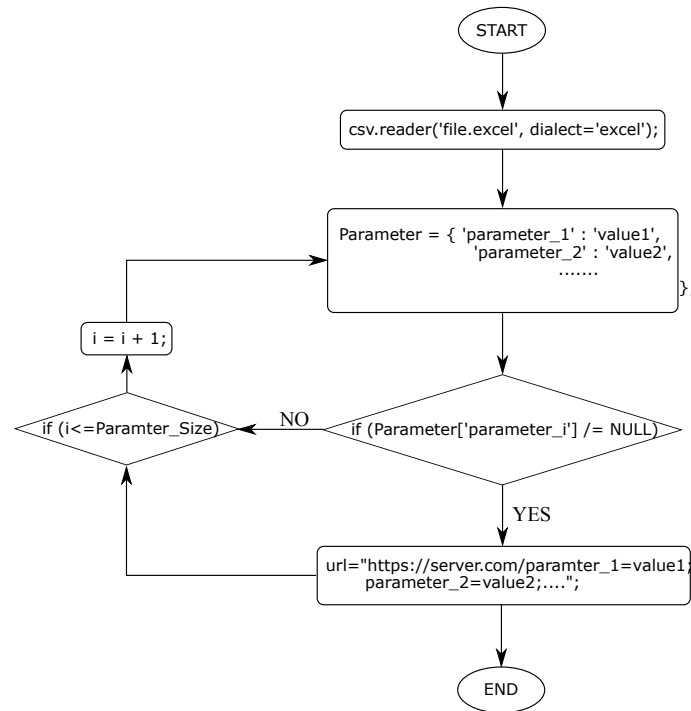 START
csv.reader('file.excel', dialect='excel');
Parameter = { 'parameter_1' : 'value1',
'parameter_2' : 'value2',
.......
}
i = i + 1;
if (i<=Paramter_Size)
NO
if (Parameter['parameter_i'] /= NULL)
YES
url="https://server.com/paramter_1=value1;
parameter_2=value2;....";
END